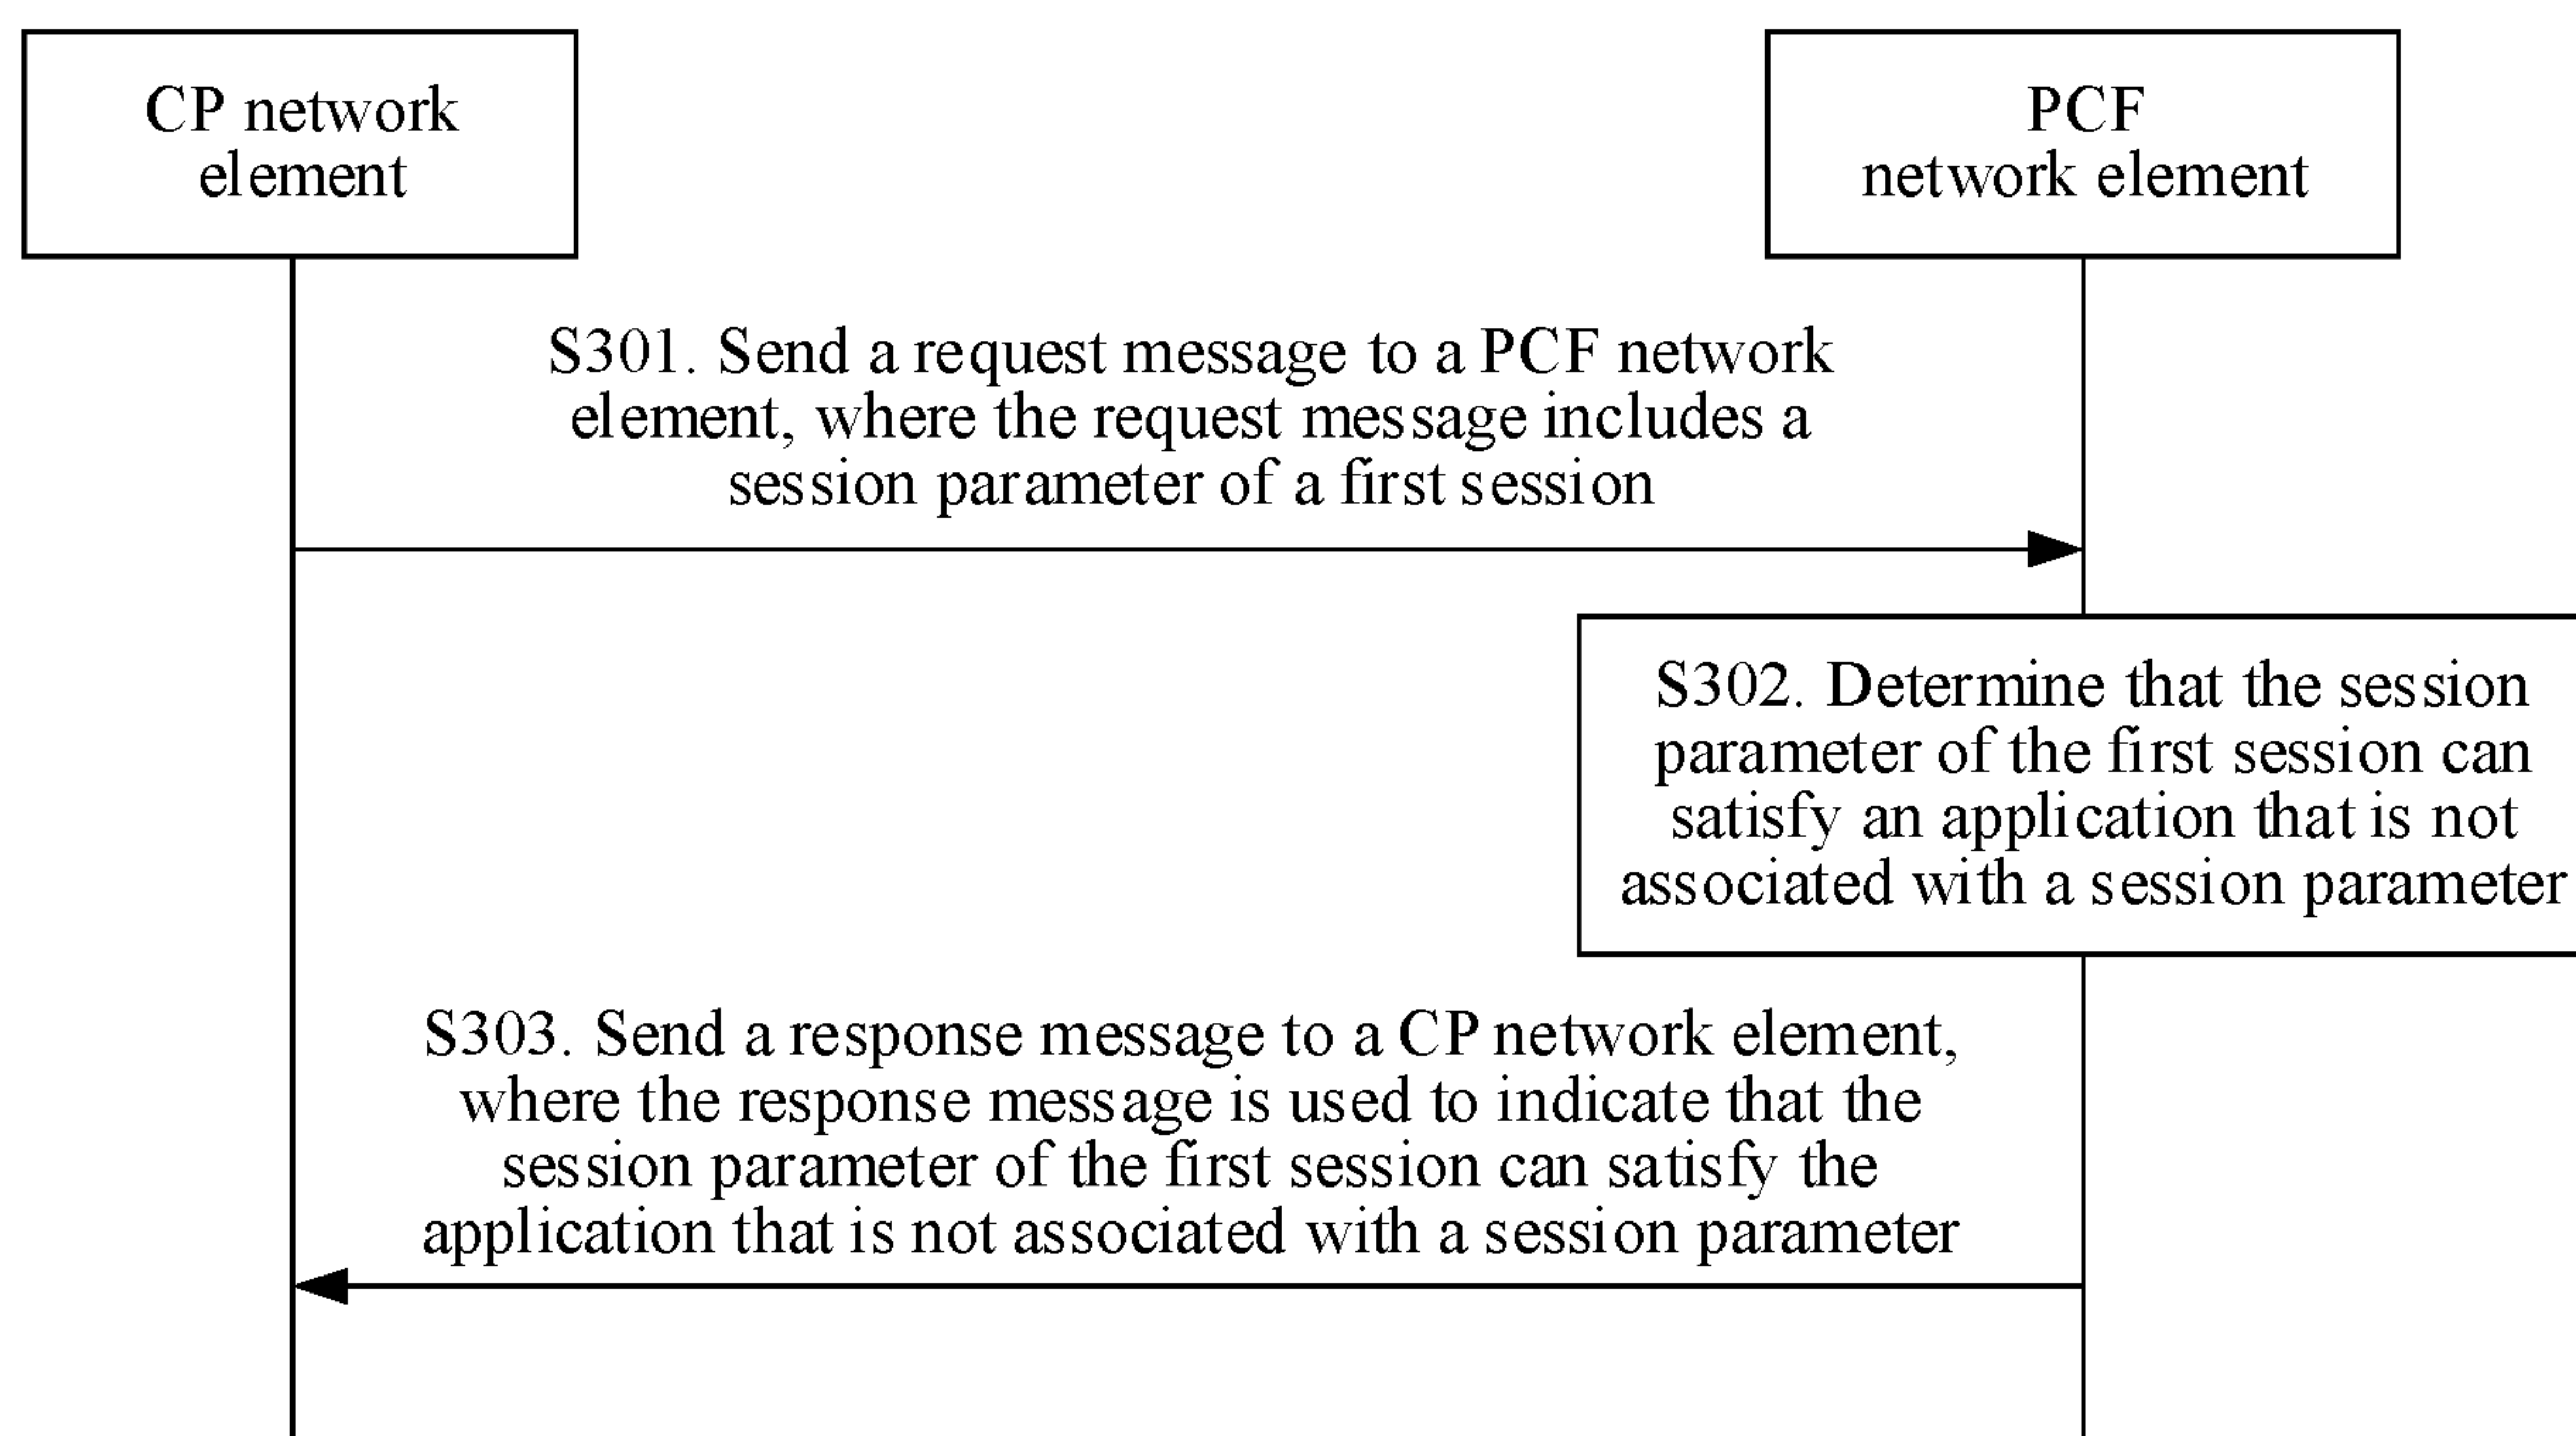 CP network
element
PCF
network element
S301. Send a request message to a PCF network
element, where the request message includes a
session parameter of a first session
S302. Determine that the session
parameter of the first session can
satisfy an application that is not
associated with a session parameter
S303. Send a response message to a CP network element,
where the response message is used to indicate that the
session parameter of the first session can satisfy the
application that is not associated with a session parameter